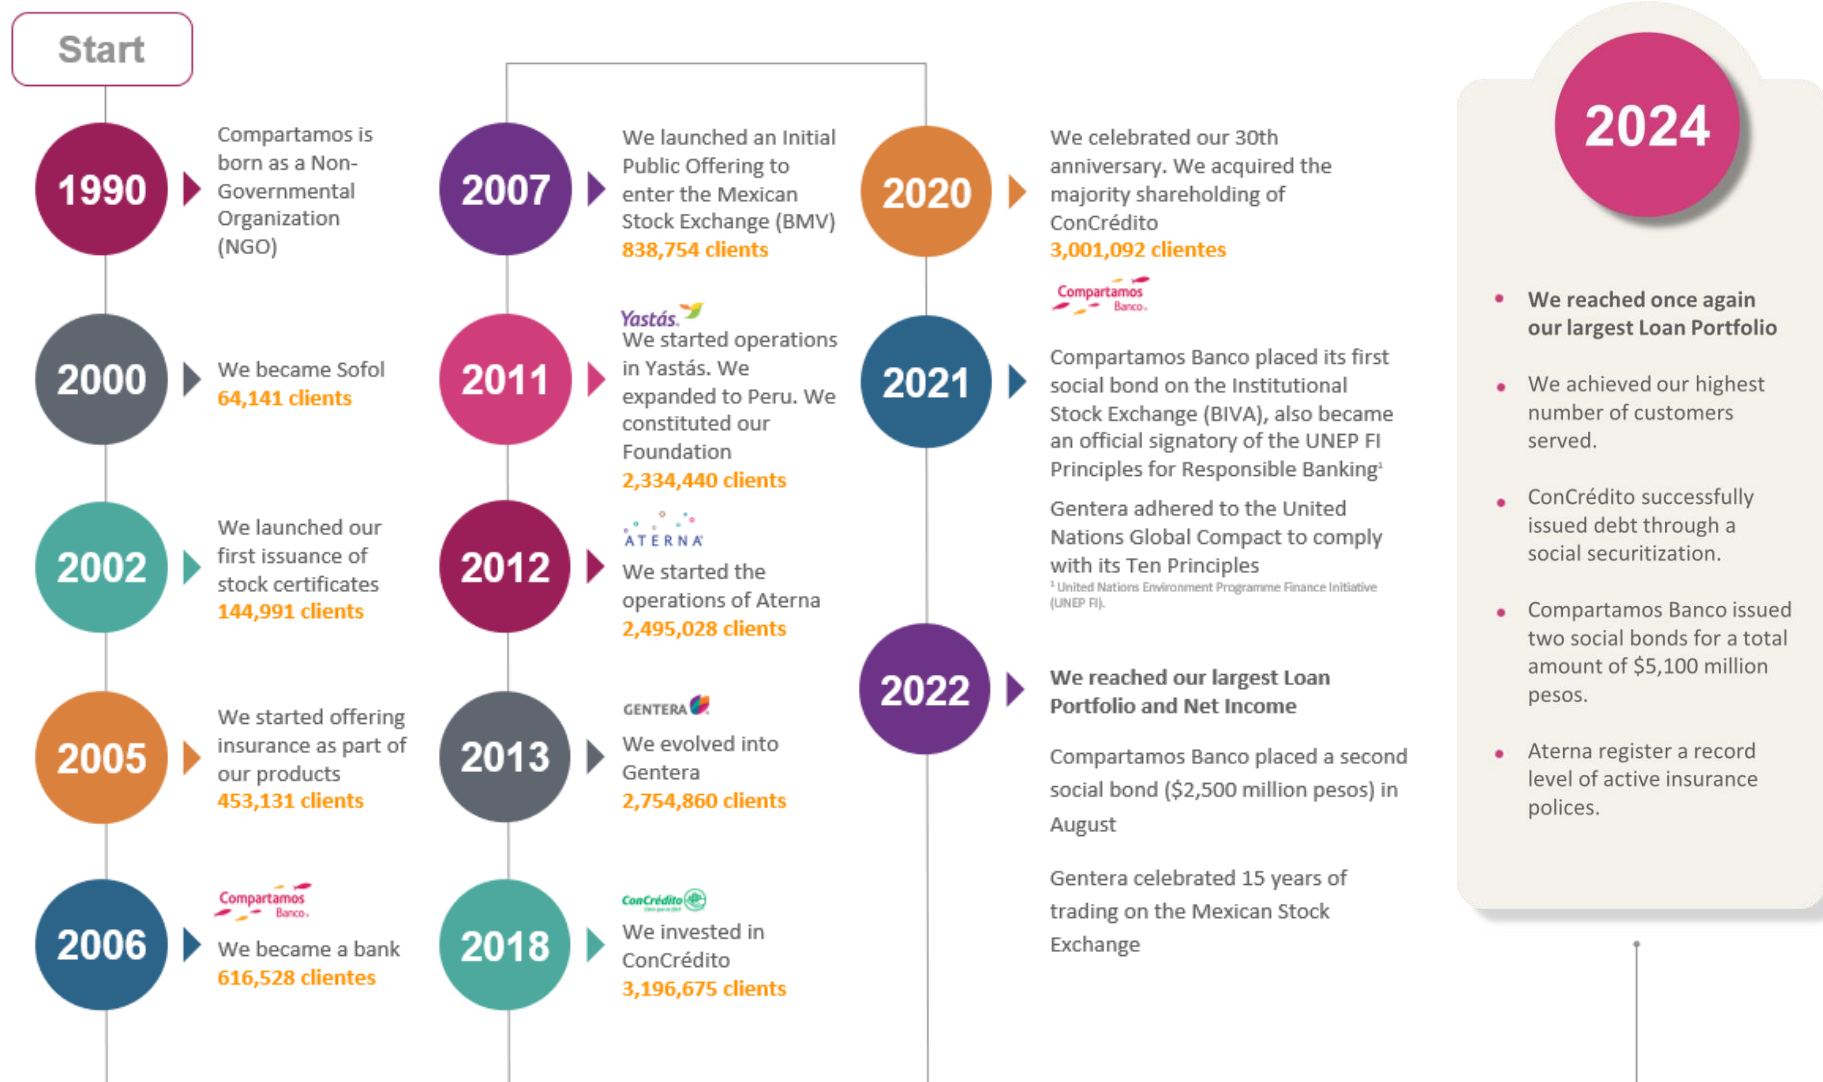 Start
1990
Compartamos is
born as a Non-
Governmental
Organization
(NGO)
2000
We became Sofol
64,141 clients
2002
We launched our
first issuance of
stock certificates
144,991 clients
2005
We started offering
insurance as part of
our products
453,131 clients
2006
Compartamos
Banco
We became a bank
616,528 clientes
2007
We launched an Initial
Public Offering to
enter the Mexican
Stock Exchange (BMV)
838,754 clients
2011
Yastás.
We started operations
in Yastás. We
expanded to Peru. We
constituted our
Foundation
2,334,440 clients
2012
ATERNA
We started the
operations of Aterna
2,495,028 clients
2013
GENTERA
We evolved into
Gentera
2,754,860 clients
2018
ConCrédito
We invested in
ConCrédito
3,196,675 clients
2020
We celebrated our 30th
anniversary. We acquired the
majority shareholding of
ConCrédito
3,001,092 clientes
Compartamos
Banco
2021
Compartamos Banco placed its first
social bond on the Institutional
Stock Exchange (BIVA), also became
an official signatory of the UNEP FI
Principles for Responsible Banking¹
Gentera adhered to the United
Nations Global Compact to comply
with its Ten Principles
¹ United Nations Environment Programme Finance Initiative
(UNEP FI).
2022
We reached our largest Loan
Portfolio and Net Income
Compartamos Banco placed a second
social bond ($2,500 million pesos) in
August
Gentera celebrated 15 years of
trading on the Mexican Stock
Exchange
2024
• We reached once again
our largest Loan Portfolio
• We achieved our highest
number of customers
served.
• ConCrédito successfully
issued debt through a
social securitization.
• Compartamos Banco issued
two social bonds for a total
amount of $5,100 million
pesos.
• Aterna register a record
level of active insurance
polices.